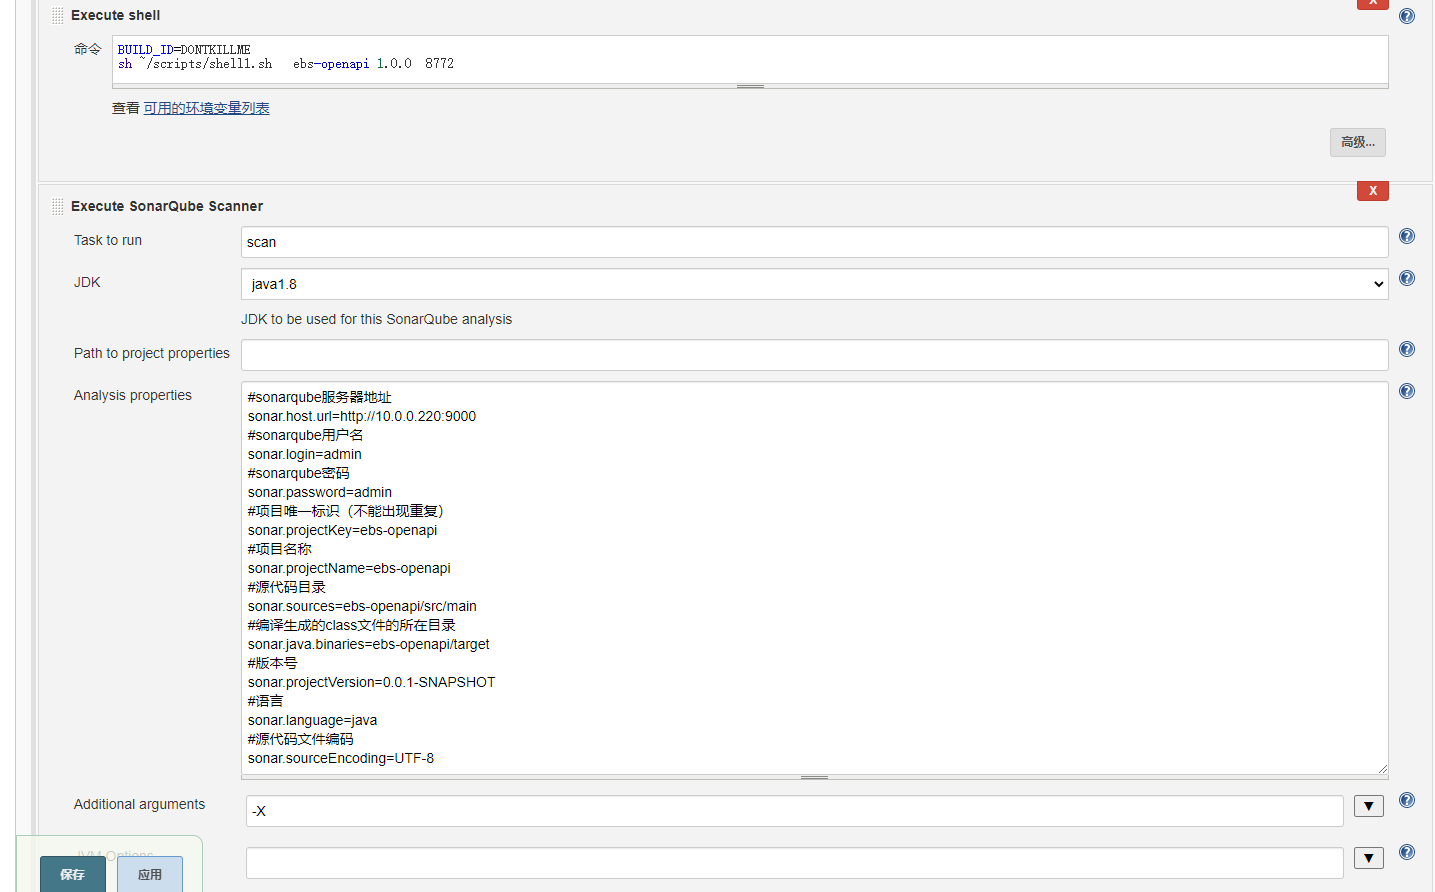 X
Execute shell
命令
BUILD_ID=DONTKILLME
sh ~/scripts/shell1.sh   ebs-openapi 1.0.0  8772
查看 可用的环境变量列表
高级...
X
Execute SonarQube Scanner
Task to run
scan
JDK
java1.8
JDK to be used for this SonarQube analysis
Path to project properties
Analysis properties
#sonarqube服务器地址
sonar.host.url=http://10.0.0.220:9000
#sonarqube用户名
sonar.login=admin
#sonarqube密码
sonar.password=admin
#项目唯一标识（不能出现重复）
sonar.projectKey=ebs-openapi
#项目名称
sonar.projectName=ebs-openapi
#源代码目录
sonar.sources=ebs-openapi/src/main
#编译生成的class文件的所在目录
sonar.java.binaries=ebs-openapi/target
#版本号
sonar.projectVersion=0.0.1-SNAPSHOT
#语言
sonar.language=java
#源代码文件编码
sonar.sourceEncoding=UTF-8
Additional arguments
-X
JVM Options
保存 应用